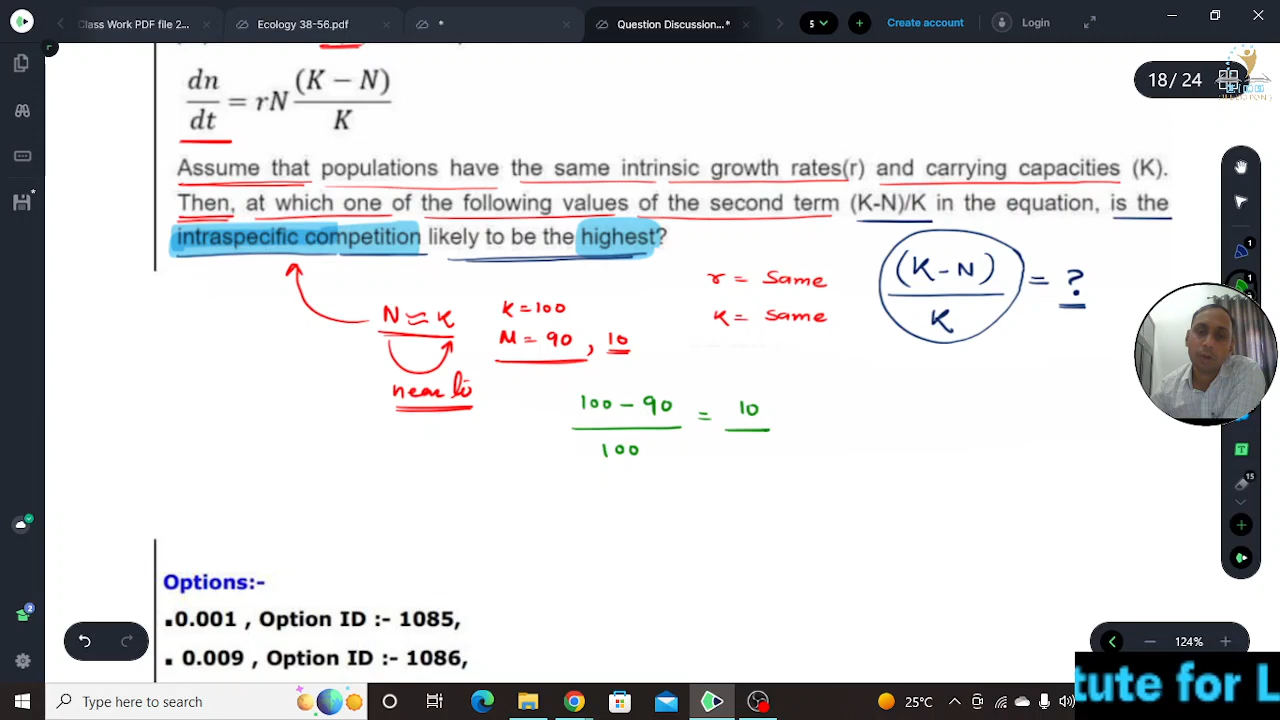 Class Work PDF file 2...
Ecology 38-56.pdf
*
Question Discussion...*
5
Create account
Login
18 / 24
dn/dt = rN (K – N)/K
Assume that populations have the same intrinsic growth rates(r) and carrying capacities (K).
Then, at which one of the following values of the second term (K-N)/K in the equation, is the
intraspecific competition likely to be the highest?
N ≈ K
near to
K = 100
N = 90, 10
r = Same
K = Same
(K - N)/K = ?
100 - 90
100
= 10
Options:-
.0.001 , Option ID :- 1085,
. 0.009 , Option ID :- 1086,
124%
tute for L
Type here to search
25°C
1
1
15
2